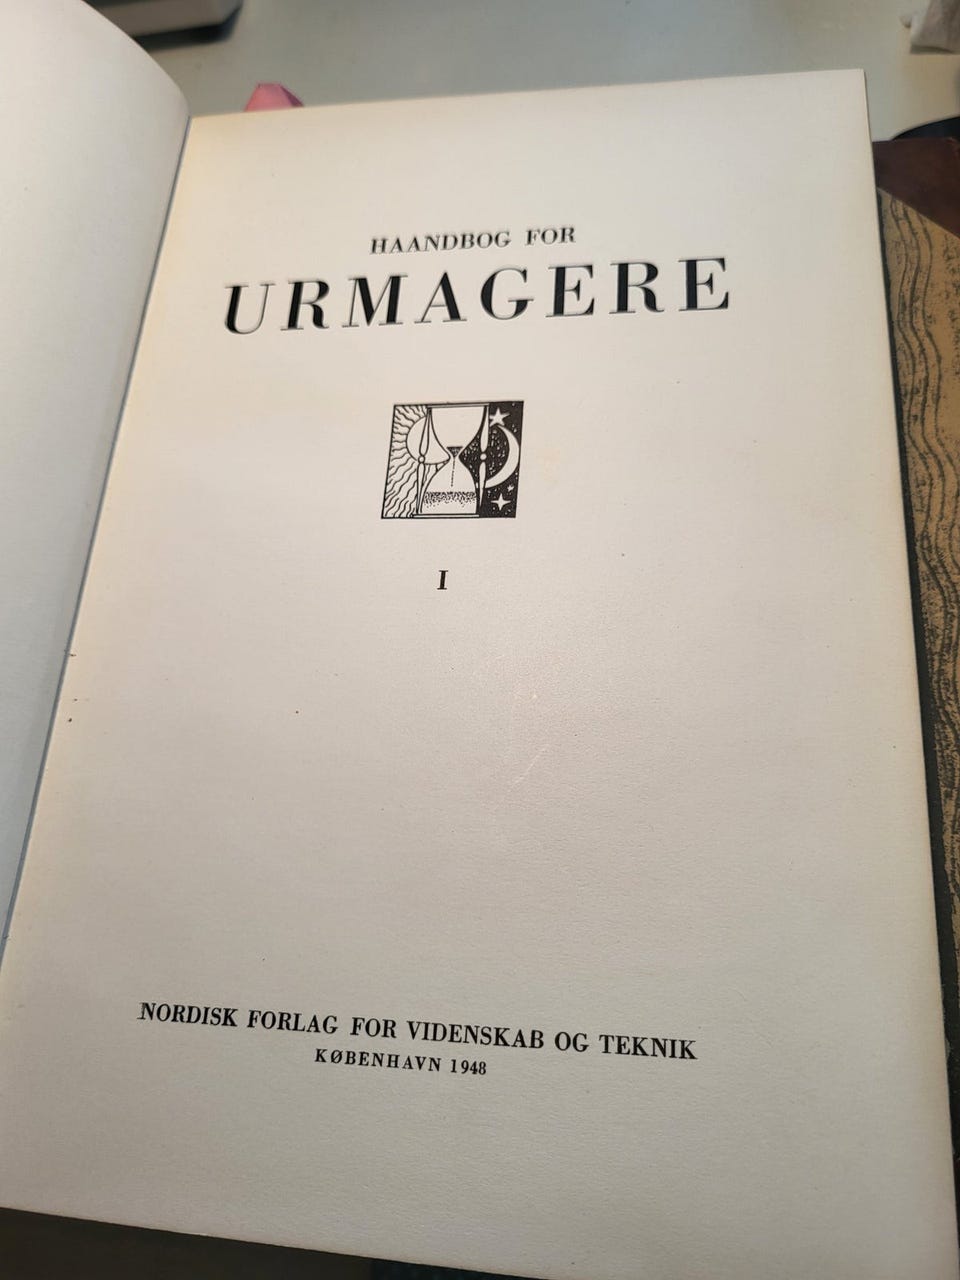 HAANDBOG FOR
URMAGERE
I
NORDISK FORLAG FOR VIDENSKAB OG TEKNIK
KØBENHAVN 1948